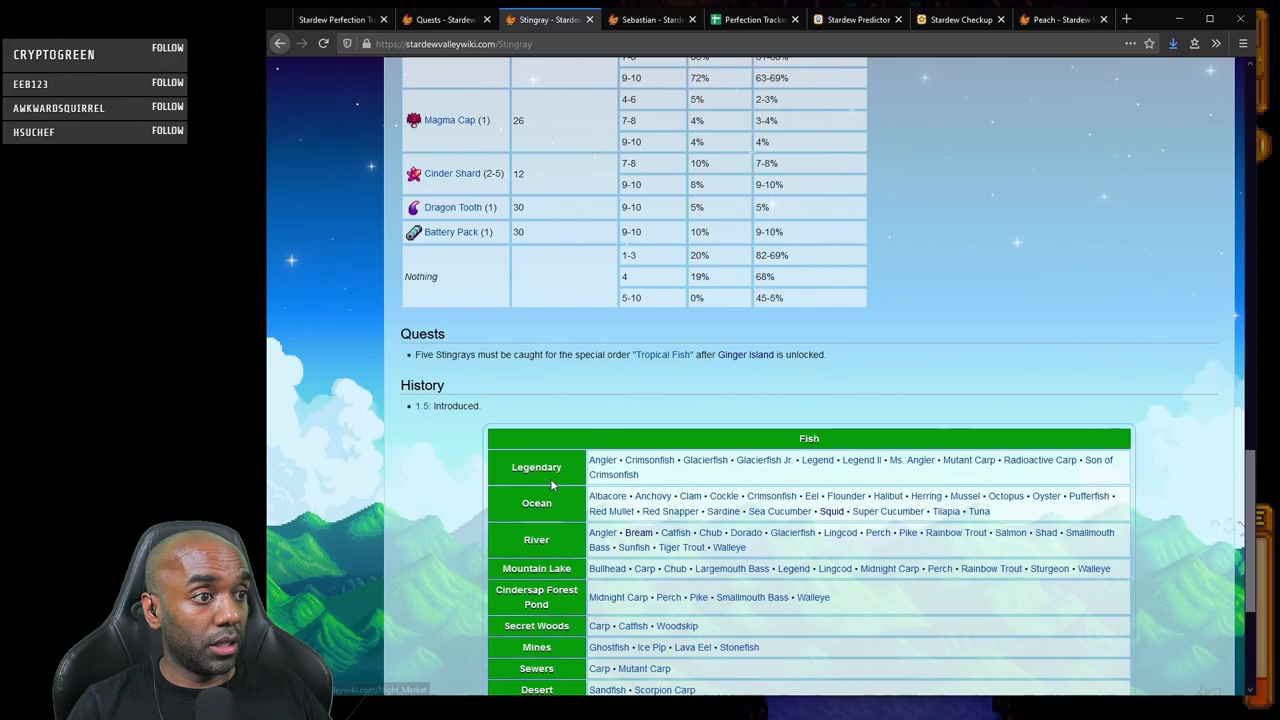 Stardew Perfection Tr
Quests - Stardew
Stingray - Stardew
Sebastian - Stardew
Perfection Tracke
Stardew Predictor
Stardew Checkup
Peach - Stardew
https://stardewvalleywiki.com/Stingray
CRYPTOGREEN FOLLOW
EEB123 FOLLOW
AWKWARDSQUIRREL FOLLOW
HSUCHEF FOLLOW
9-10 72% 63-69%
Magma Cap (1) 26 4-6 5% 2-3%
7-8 4% 3-4%
9-10 4% 4%
Cinder Shard (2-5) 12 7-8 10% 7-8%
9-10 8% 9-10%
Dragon Tooth (1) 30 9-10 5% 5%
Battery Pack (1) 30 9-10 10% 9-10%
Nothing 1-3 20% 82-69%
4 19% 68%
5-10 0% 45-5%
Quests
• Five Stingrays must be caught for the special order "Tropical Fish" after Ginger Island is unlocked.
History
• 1.5: Introduced.
Fish
Legendary Angler • Crimsonfish • Glacierfish • Glacierfish Jr. • Legend • Legend II • Ms. Angler • Mutant Carp • Radioactive Carp • Son of
Crimsonfish
Ocean Albacore • Anchovy • Clam • Cockle • Crimsonfish • Eel • Flounder • Halibut • Herring • Mussel • Octopus • Oyster • Pufferfish •
Red Mullet • Red Snapper • Sardine • Sea Cucumber • Squid • Super Cucumber • Tilapia • Tuna
River Angler • Bream • Catfish • Chub • Dorado • Glacierfish • Lingcod • Perch • Pike • Rainbow Trout • Salmon • Shad • Smallmouth
Bass • Sunfish • Tiger Trout • Walleye
Mountain Lake Bullhead • Carp • Chub • Largemouth Bass • Legend • Lingcod • Midnight Carp • Perch • Rainbow Trout • Sturgeon • Walleye
Cindersap Forest
Pond Midnight Carp • Perch • Pike • Smallmouth Bass • Walleye
Secret Woods Carp • Catfish • Woodskip
Mines Ghostfish • Ice Pip • Lava Eel • Stonefish
Sewers Carp • Mutant Carp
Desert Sandfish • Scorpion Carp